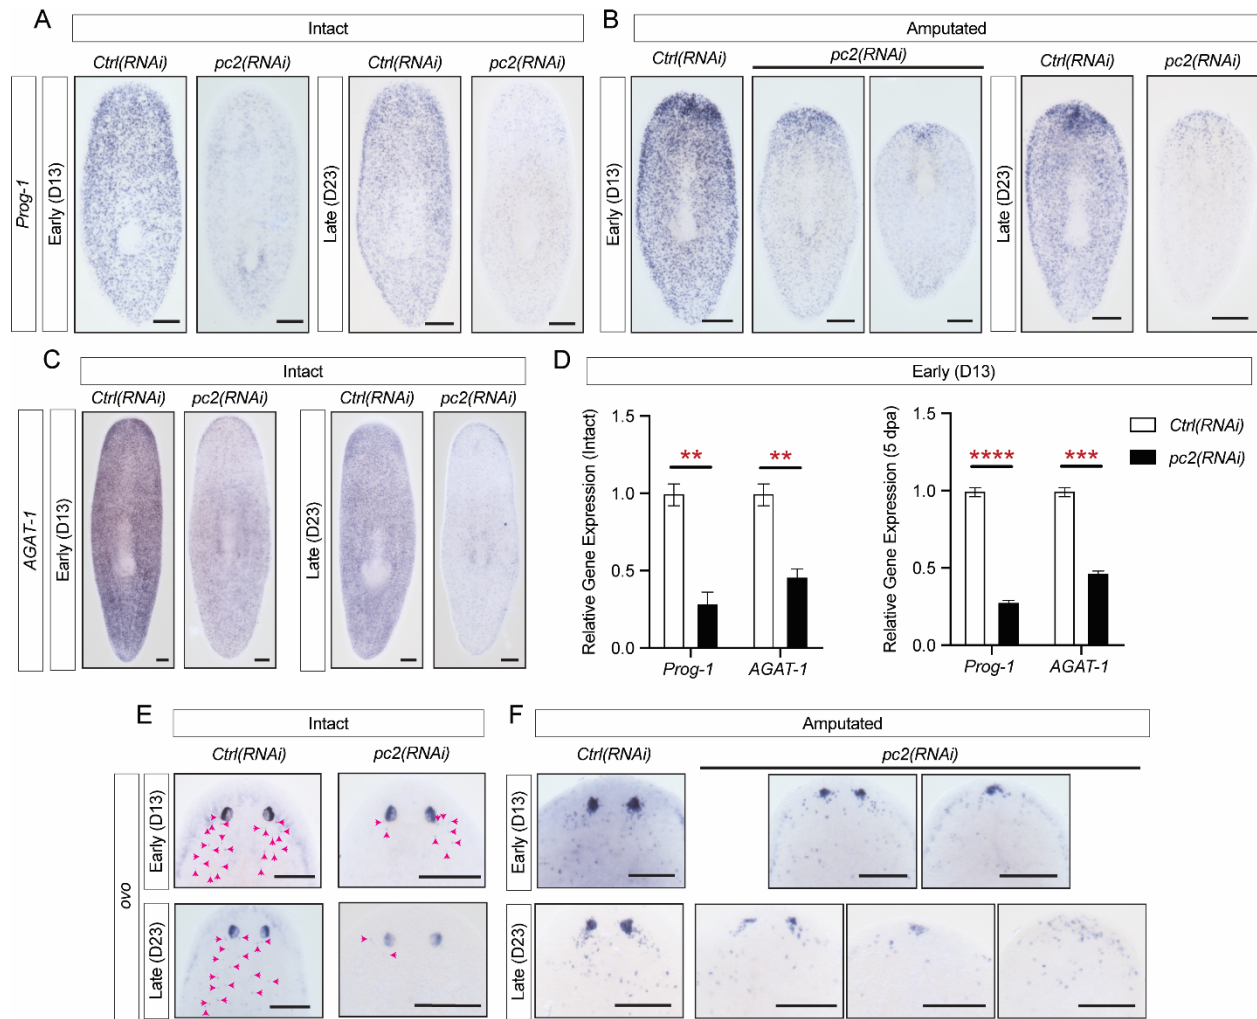 A
Intact
Ctrl(RNAi)
pc2(RNAi)
Ctrl(RNAi)
pc2(RNAi)
Prog-1
Early (D13)
Late (D23)
B
Amputated
Ctrl(RNAi)
pc2(RNAi)
Ctrl(RNAi)
pc2(RNAi)
Early (D13)
Late (D23)
C
Intact
Ctrl(RNAi)
pc2(RNAi)
Ctrl(RNAi)
pc2(RNAi)
AGAT-1
Early (D13)
Late (D23)
D
Early (D13)
Relative Gene Expression (Intact)
1.5
1.0
0.5
0.0
**
**
Prog-1
AGAT-1
Relative Gene Expression (5 dpa)
1.5
1.0
0.5
0.0
****
***
Prog-1
AGAT-1
Ctrl(RNAi)
pc2(RNAi)
E
Intact
Ctrl(RNAi)
pc2(RNAi)
ovo
Early (D13)
Late (D23)
F
Amputated
Ctrl(RNAi)
pc2(RNAi)
Early (D13)
Late (D23)